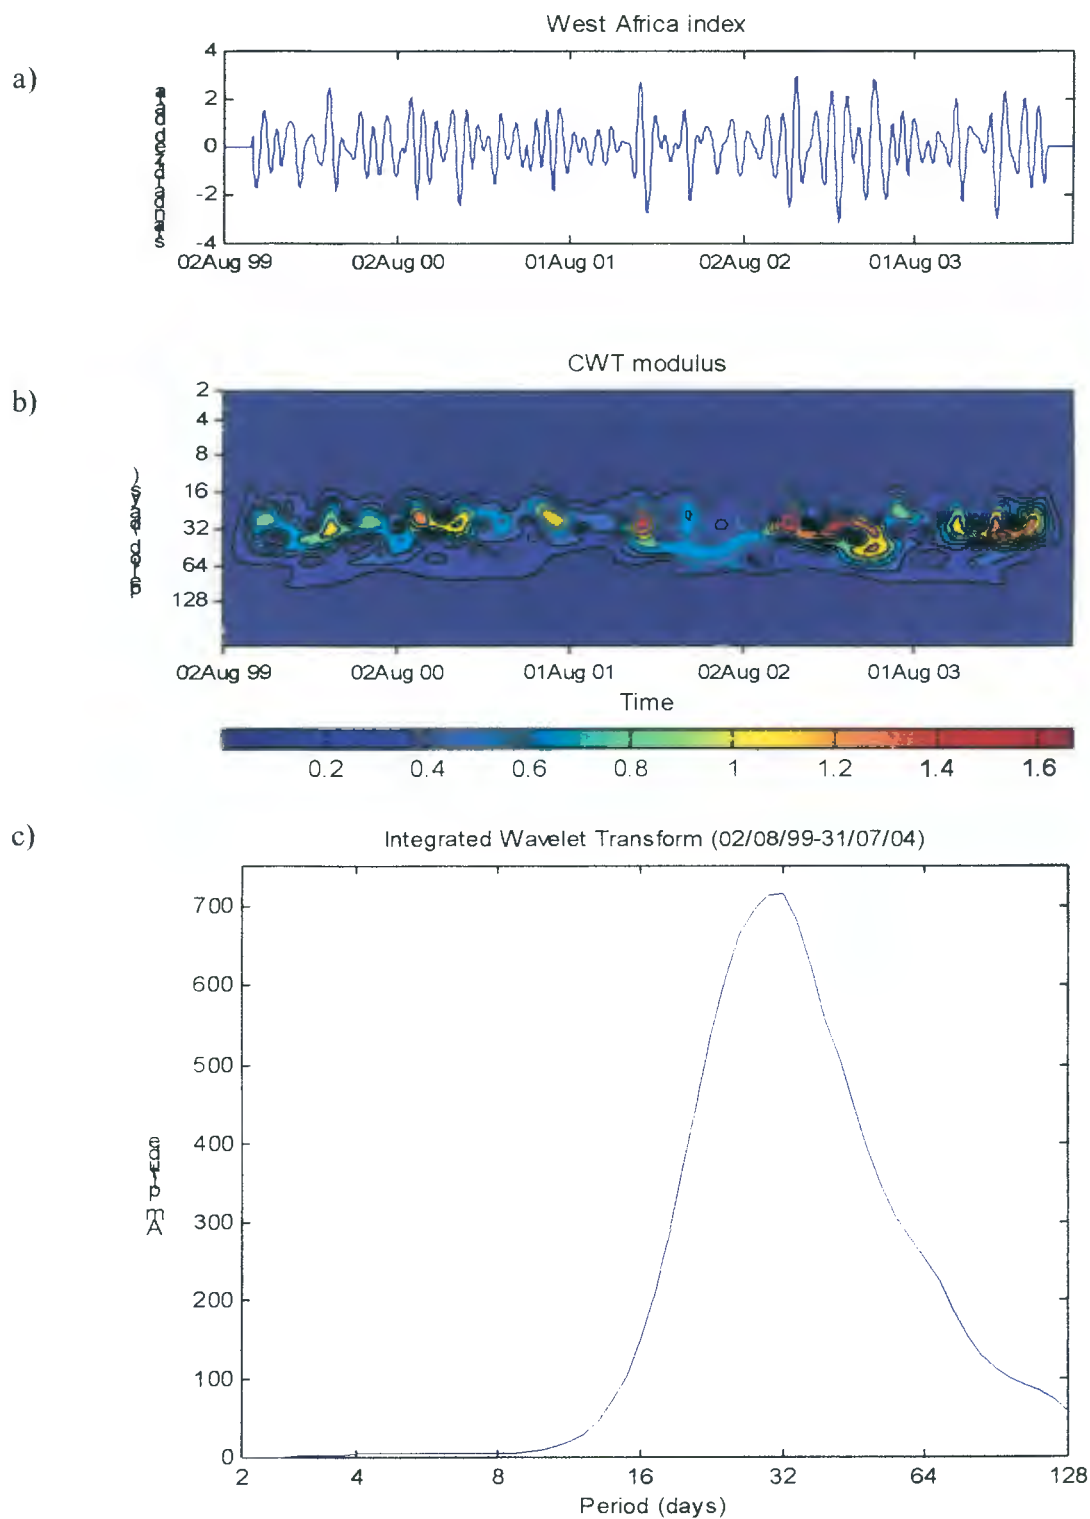 West Africa index
a)
4
2
0
-2
-4
02Aug 99 02Aug 00 01Aug 01 02Aug 02 01Aug 03
CWT modulus
b)
2
4
8
16
32
64
128
02Aug 99 02Aug 00 01Aug 01 02Aug 02 01Aug 03
Time
0.2 0.4 0.6 0.8 1 1.2 1.4 1.6
c)
Integrated Wavelet Transform (02/08/99-31/07/04)
700
600
500
400
300
200
100
0
Amplitude
2 4 8 16 32 64 128
Period (days)